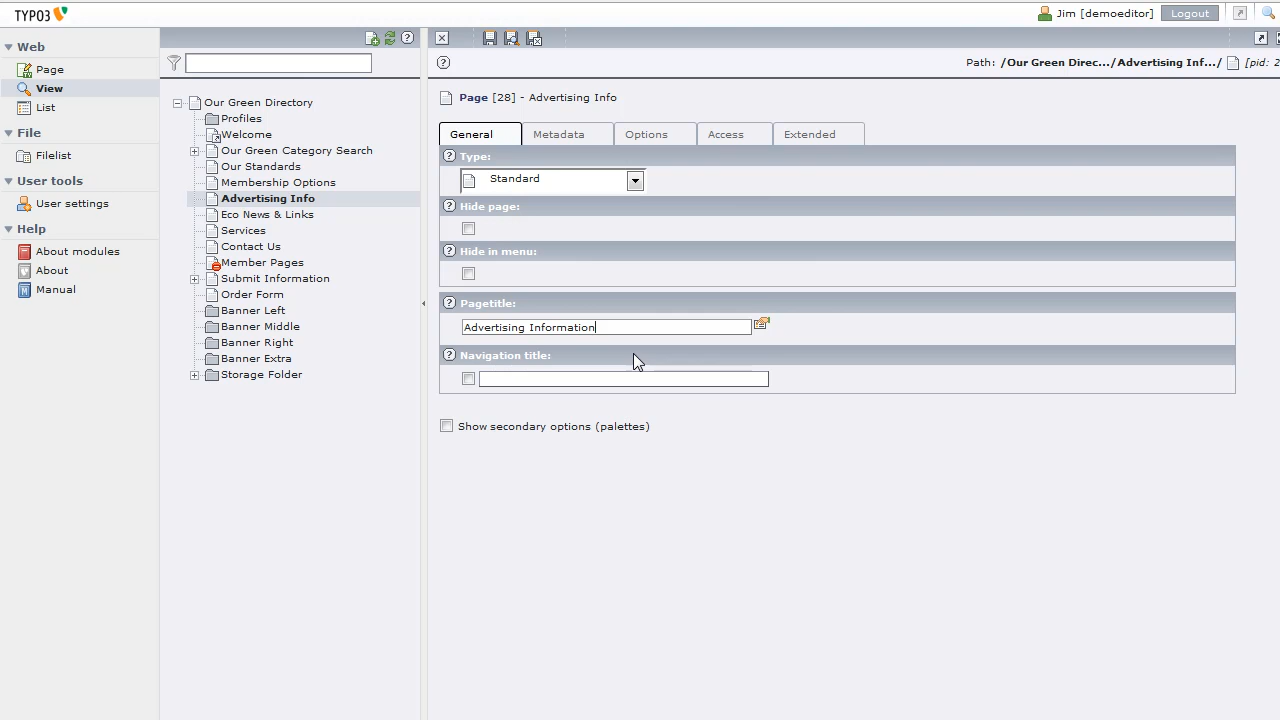 TYPO3
Jim [demoeditor]
Logout
Web
Page
View
List
File
Filelist
User tools
User settings
Help
About modules
About
Manual
Our Green Directory
Profiles
Welcome
Our Green Category Search
Our Standards
Membership Options
Advertising Info
Eco News & Links
Services
Contact Us
Member Pages
Submit Information
Order Form
Banner Left
Banner Middle
Banner Right
Banner Extra
Storage Folder
Path: /Our Green Direc.../Advertising Inf.../ [pid: 2
Page [28] - Advertising Info
General Metadata Options Access Extended
Type:
Standard
Hide page:
Hide in menu:
Pagetitle:
Advertising Information
Navigation title:
Show secondary options (palettes)